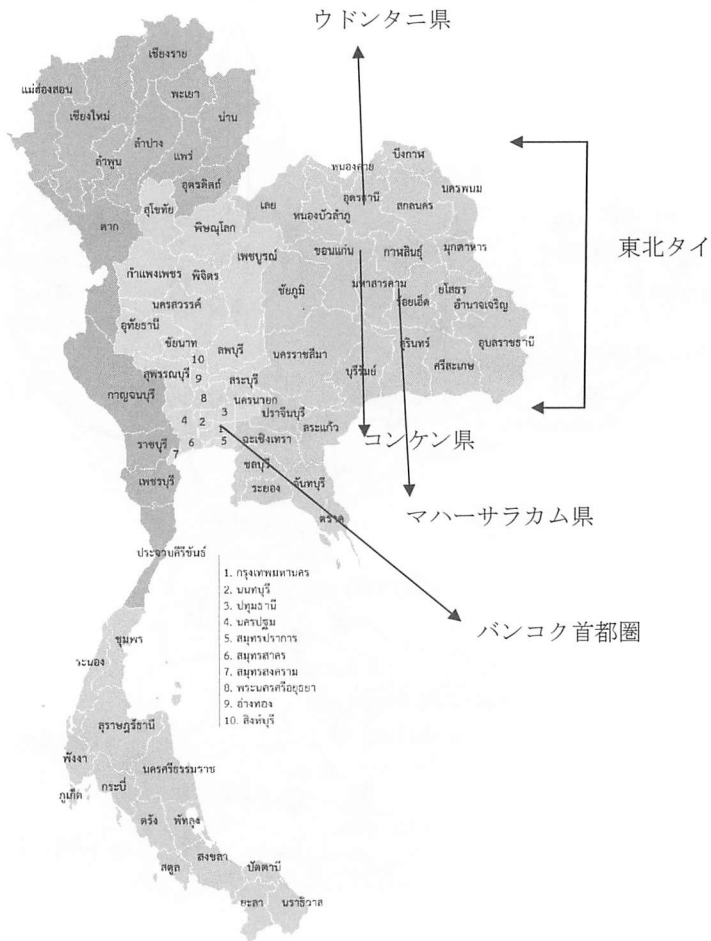 ウドンタニ県
เชียงราย
แม่ฮ่องสอน
พะเยา
เชียงใหม่
น่าน
ลำปาง
แพร่
ลำพูน
อุตรดิตถ์
บึงกาฬ
หนองคาย
นครพนม
เลย
อุดรธานี
สกลนคร
สุโขทัย
หนองบัวลำภู
ตาก
พิษณุโลก
東北タイ
ขอนแก่น
กาฬสินธุ์
มุกดาหาร
เพชรบูรณ์
กำแพงเพชร
พิจิตร
ชัยภูมิ
มหาสารคาม
ยโสธร
ร้อยเอ็ด
อำนาจเจริญ
นครสวรรค์
อุทัยธานี
ชัยนาท
ลพบุรี
นครราชสีมา
สุรินทร์
อุบลราชธานี
10
สุพรรณบุรี
9
สระบุรี
บุรีรัมย์
ศรีสะเกษ
กาญจนบุรี
8
นครนายก
3
ปราจีนบุรี
4
2
1
สระแก้ว
ราชบุรี
6
5
ฉะเชิงเทรา
コンケン県
7
ชลบุรี
เพชรบุรี
ระยอง
จันทบุรี
マハーサラカム県
ตราด
ประจวบคีรีขันธ์
1. กรุงเทพมหานคร
2. นนทบุรี
3. ปทุมธานี
4. นครปฐม
5. สมุทรปราการ
6. สมุทรสาคร
7. สมุทรสงคราม
8. พระนครศรีอยุธยา
9. อ่างทอง
10. สิงห์บุรี
バンコク首都圏
ชุมพร
ระนอง
สุราษฎร์ธานี
พังงา
นครศรีธรรมราช
ภูเก็ต
กระบี่
ตรัง
พัทลุง
สงขลา
สตูล
ปัตตานี
ยะลา
นราธิวาส